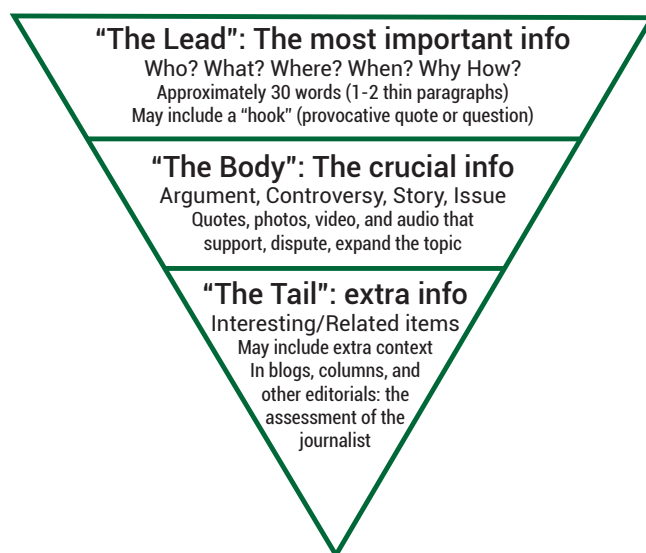 “The Lead”: The most important info
Who? What? Where? When? Why How?
Approximately 30 words (1-2 thin paragraphs)
May include a “hook” (provocative quote or question)
“The Body”: The crucial info
Argument, Controversy, Story, Issue
Quotes, photos, video, and audio that
support, dispute, expand the topic
“The Tail”: extra info
Interesting/Related items
May include extra context
In blogs, columns, and
other editorials: the
assessment of the
journalist